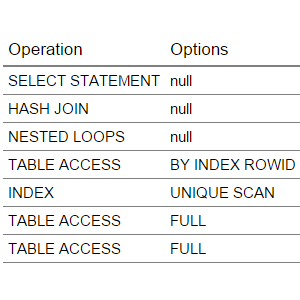 Operation Options
SELECT STATEMENT null
HASH JOIN null
NESTED LOOPS null
TABLE ACCESS BY INDEX ROWID
INDEX UNIQUE SCAN
TABLE ACCESS FULL
TABLE ACCESS FULL